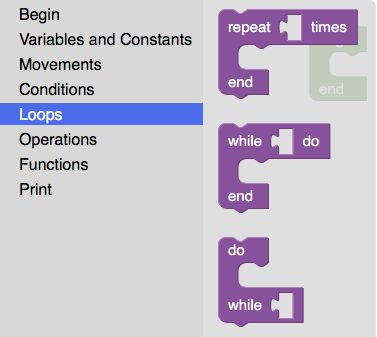 Begin
Variables and Constants
Movements
Conditions
Loops
Operations
Functions
Print
repeat times
end
end
while do
end
do
while